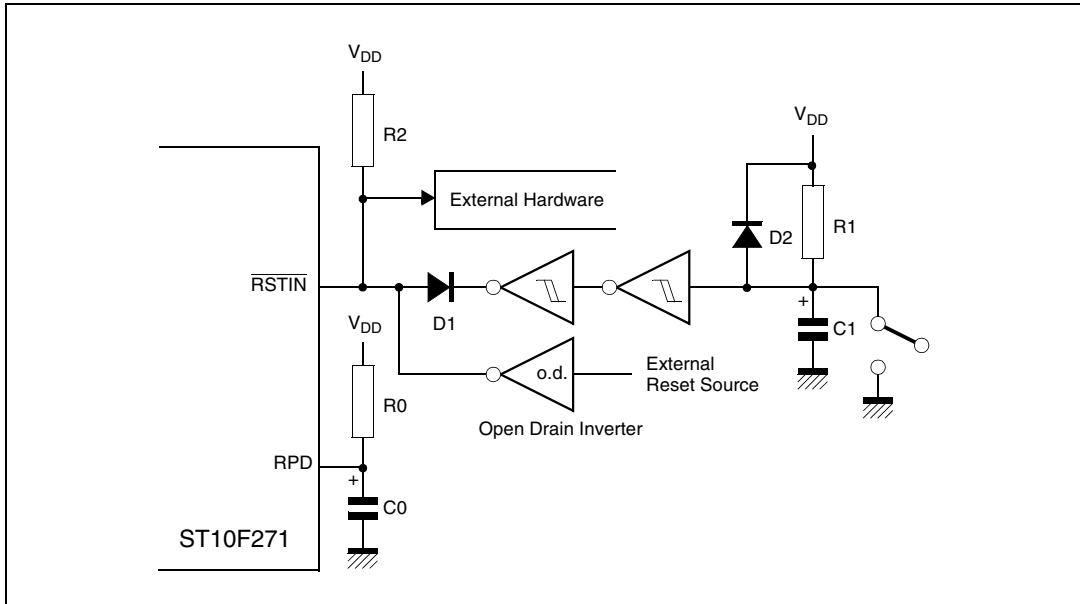 VDD
R2
VDD
External Hardware
D2
R1
RSTIN
D1
+
C1
VDD
External
Reset Source
o.d.
R0
Open Drain Inverter
RPD
+
C0
ST10F271